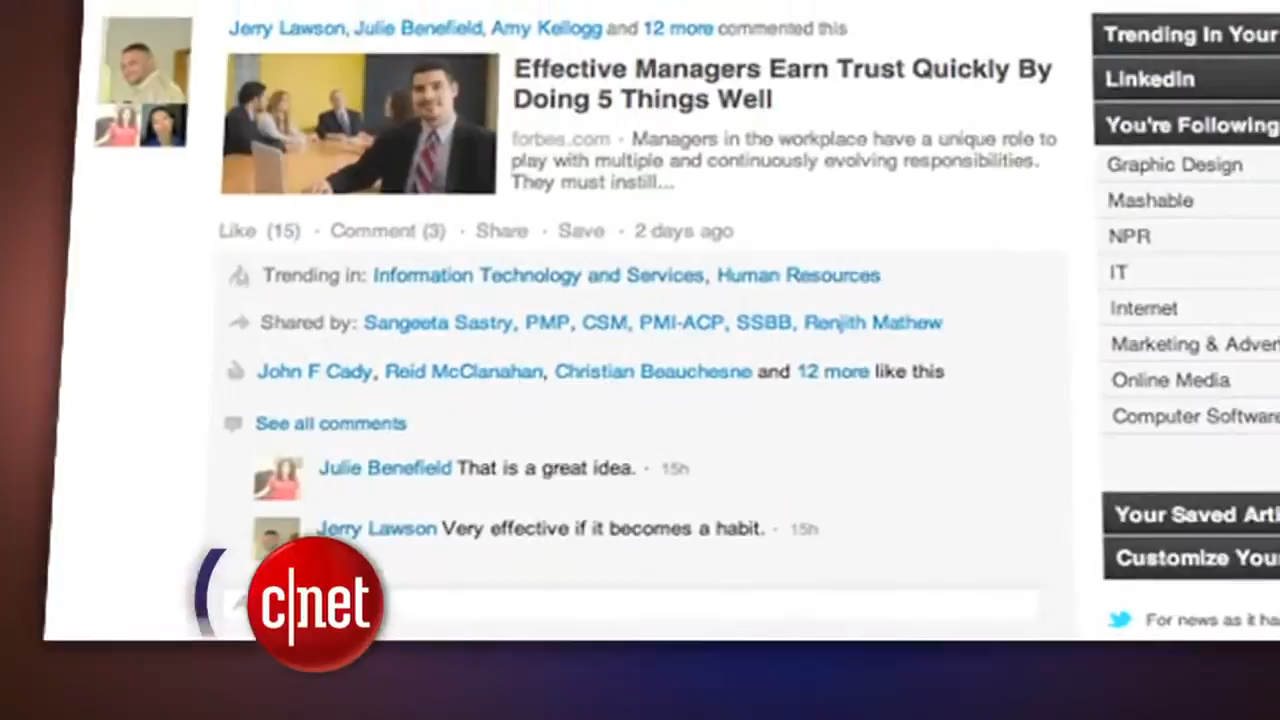 Jerry Lawson, Julie Benefield, Amy Kellogg and 12 more commented this
Effective Managers Earn Trust Quickly By
Doing 5 Things Well
forbes.com • Managers in the workplace have a unique role to
play with multiple and continuously evolving responsibilities.
They must instill...
Like (15) • Comment (3) • Share • Save • 2 days ago
Trending in: Information Technology and Services, Human Resources
Shared by: Sangeeta Sastry, PMP, CSM, PMI-ACP, SSBB, Renjith Mathew
John F Cady, Reid McClanahan, Christian Beauchesne and 12 more like this
See all comments
Julie Benefield That is a great idea. • 15h
Jerry Lawson Very effective if it becomes a habit. • 15h
c|net
Trending In Your
LinkedIn
You're Following
Graphic Design
Mashable
NPR
IT
Internet
Marketing & Adver
Online Media
Computer Software
Your Saved Arti
Customize You
For news as it ha